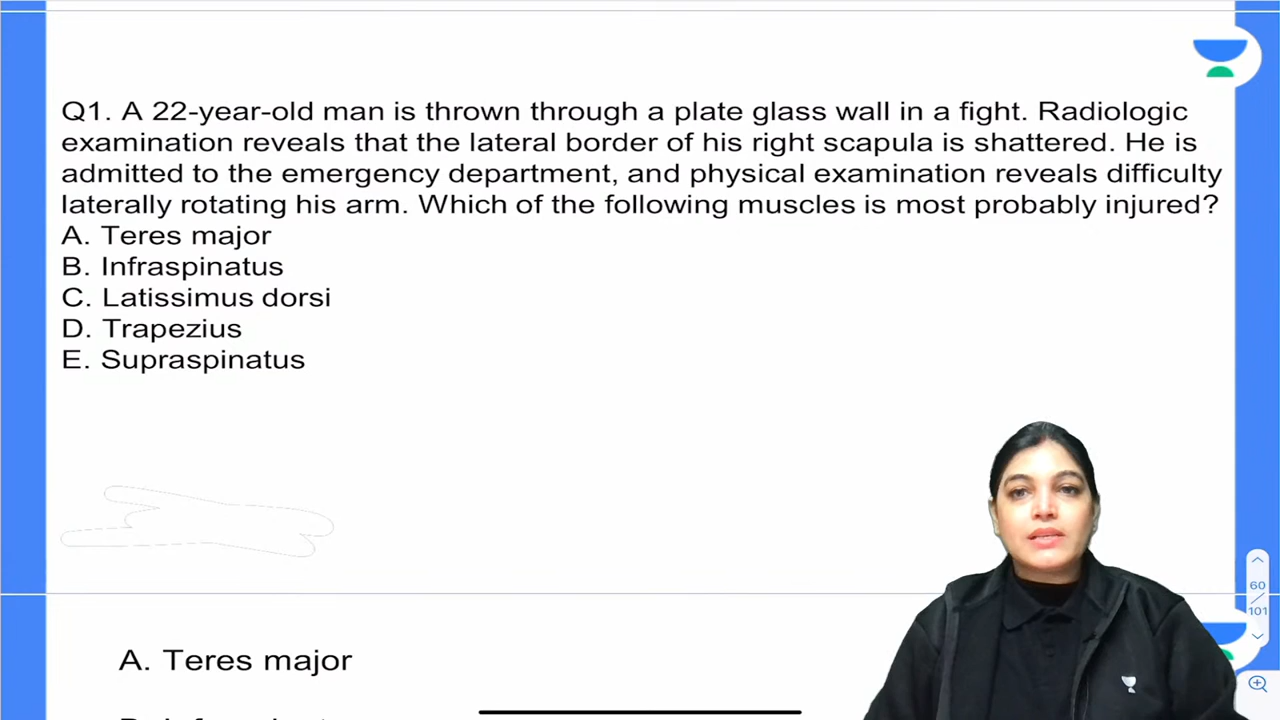 Q1. A 22-year-old man is thrown through a plate glass wall in a fight. Radiologic
examination reveals that the lateral border of his right scapula is shattered. He is
admitted to the emergency department, and physical examination reveals difficulty
laterally rotating his arm. Which of the following muscles is most probably injured?
A. Teres major
B. Infraspinatus
C. Latissimus dorsi
D. Trapezius
E. Supraspinatus
60
101
A. Teres major